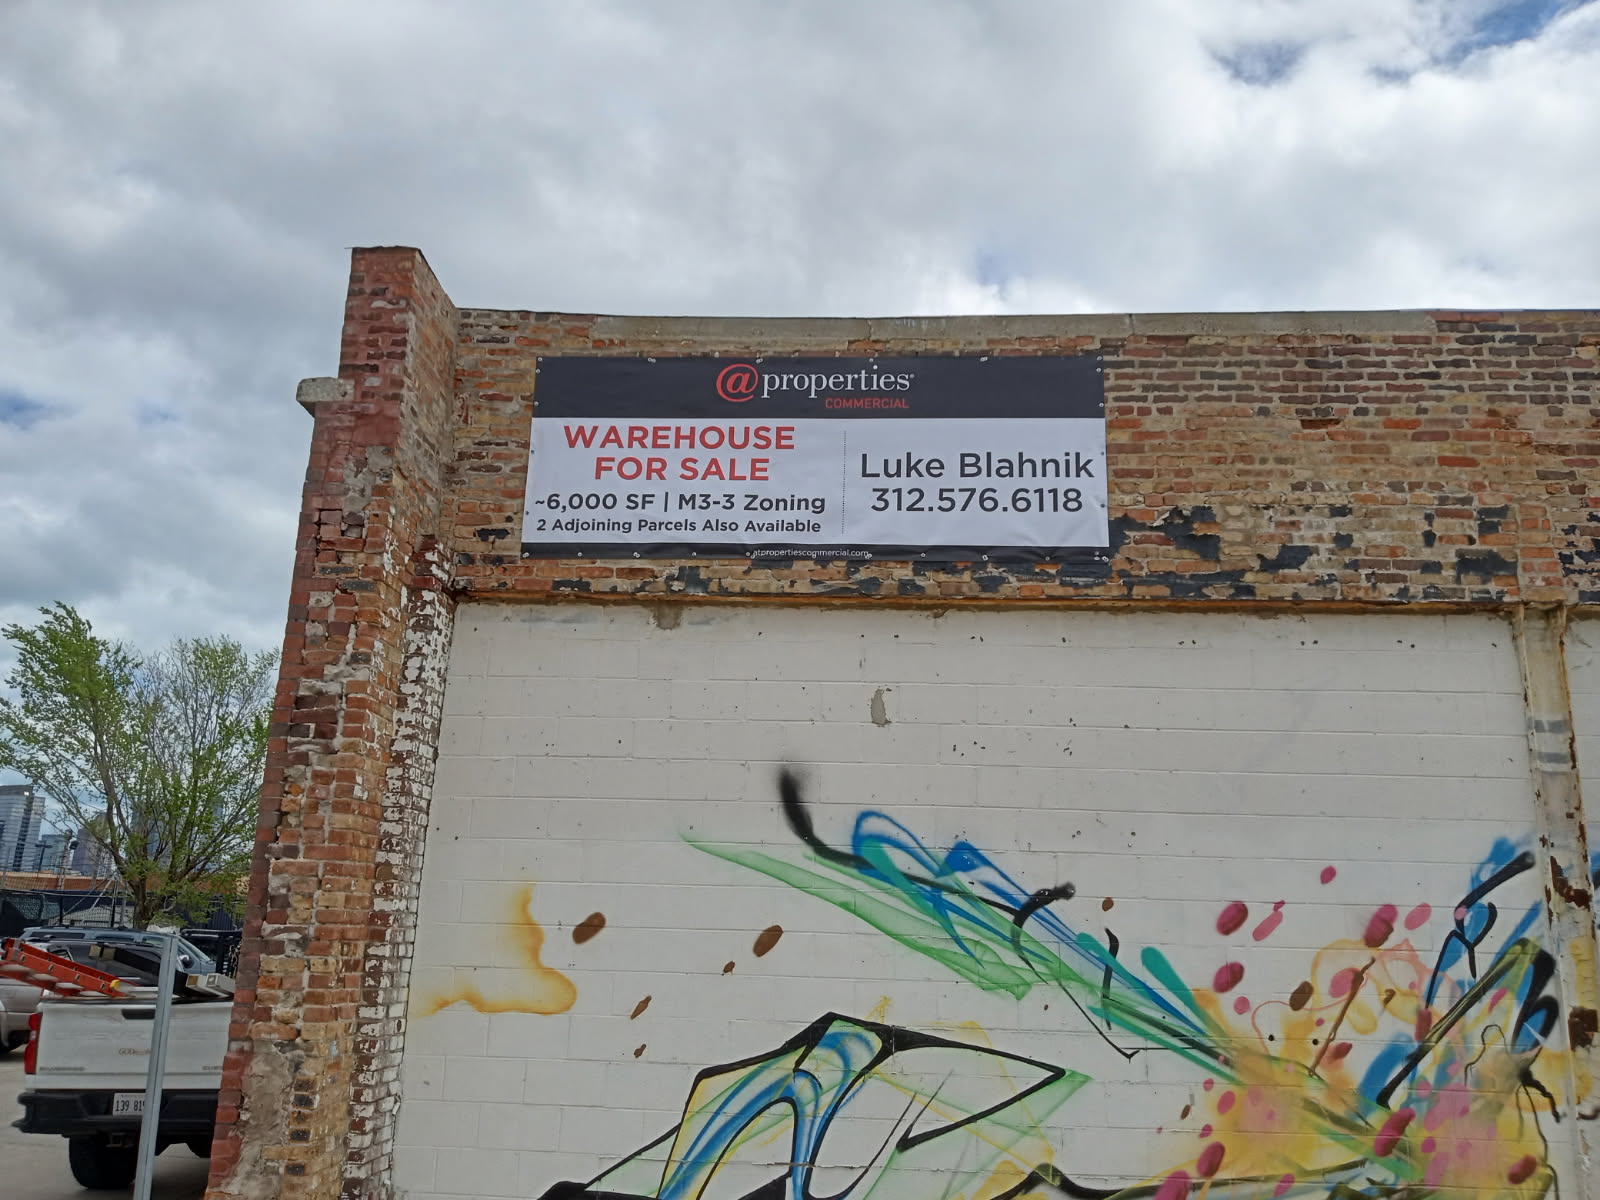 @properties®
COMMERCIAL
WAREHOUSE
FOR SALE
~6,000 SF | M3-3 Zoning
2 Adjoining Parcels Also Available
Luke Blahnik
312.576.6118
atpropertiescommercial.com